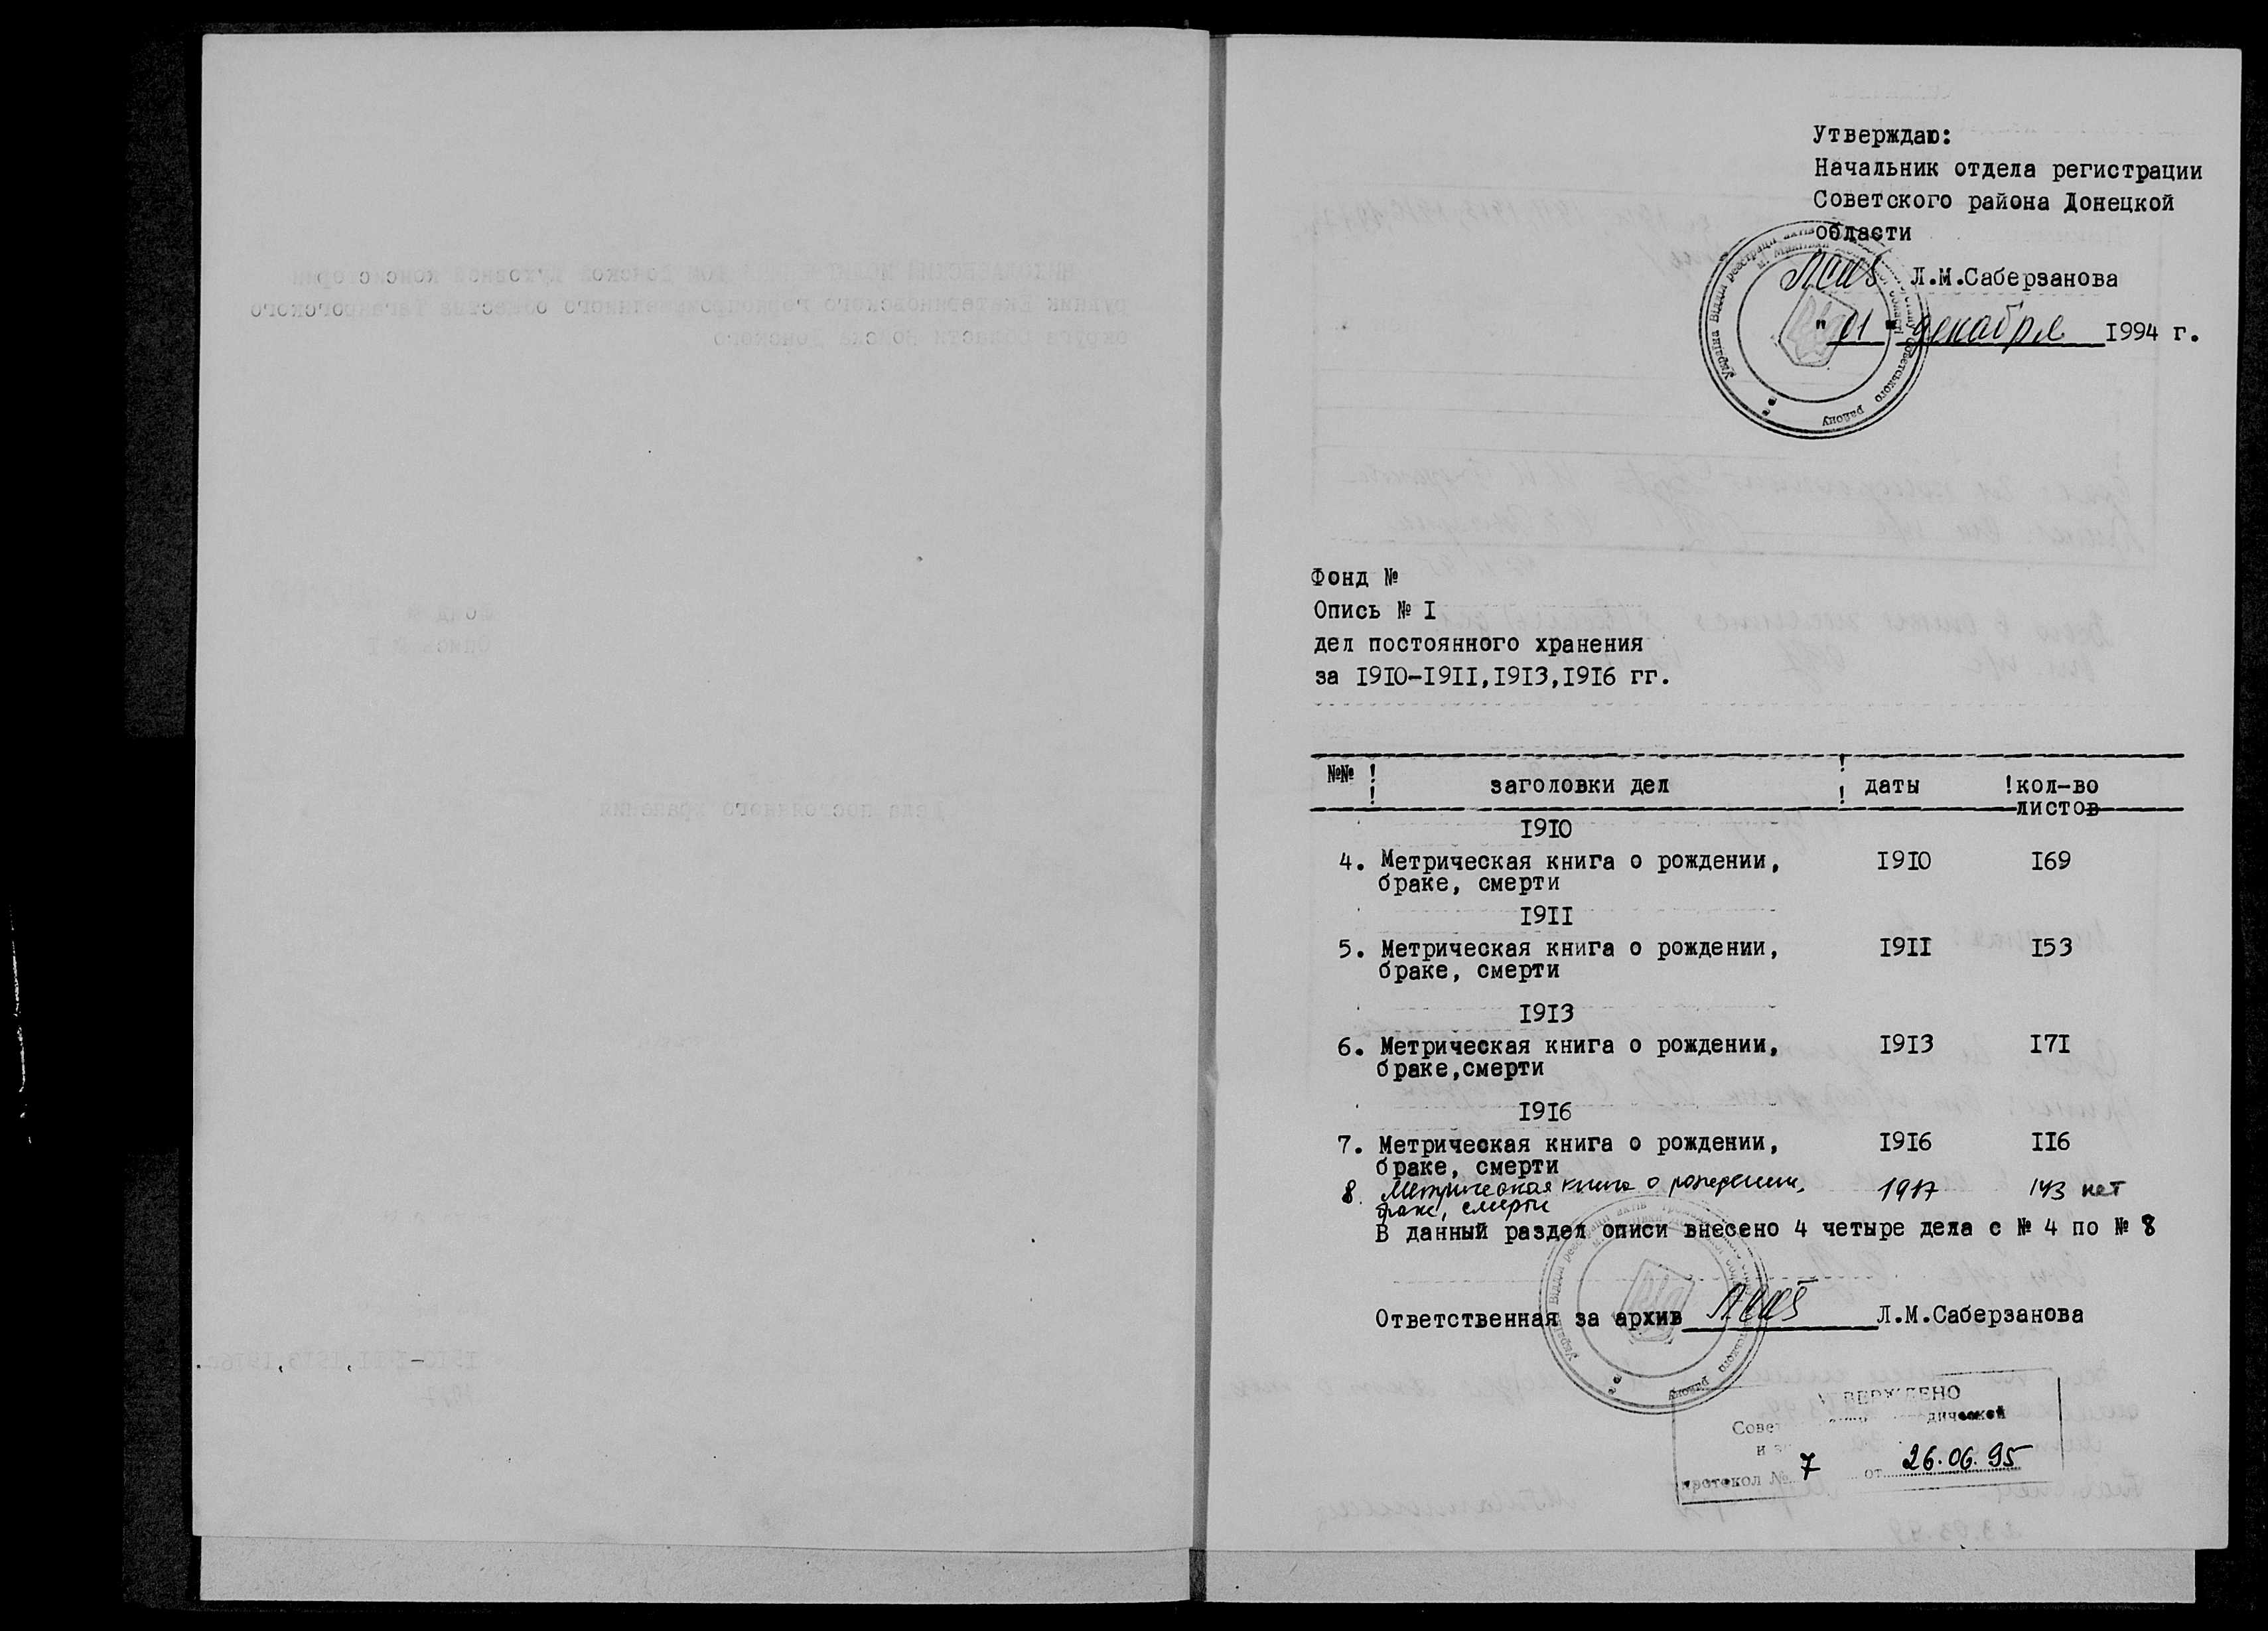 Утверждаю:
Начальник отдела регистрации
Советского района Донецкой
области
Л.М.Саберзанова
"01" декабря 1994 г.
Фонд №
Опись № I
дел постоянного хранения
за I9I0-I9II,I9I3,I9I6 гг.
№№ ! заголовки дел ! даты !кол-во
листов
I9I0
4. Метрическая книга о рождении, I9I0 I69
браке, смерти
I9II
5. Метрическая книга о рождении, I9II I53
браке, смерти
I9I3
6. Метрическая книга о рождении, I9I3 I7I
браке,смерти
I9I6
7. Метрическая книга о рождении, I9I6 II6
браке, смерти
8. Метрическая книга о рождении, 1917 143 нет
браке, смерти
В данный раздел описи внесено 4 четыре дела с № 4 по № 8
Ответственная за архив Л.М.Саберзанова
протокол № 7 от 26.06.95